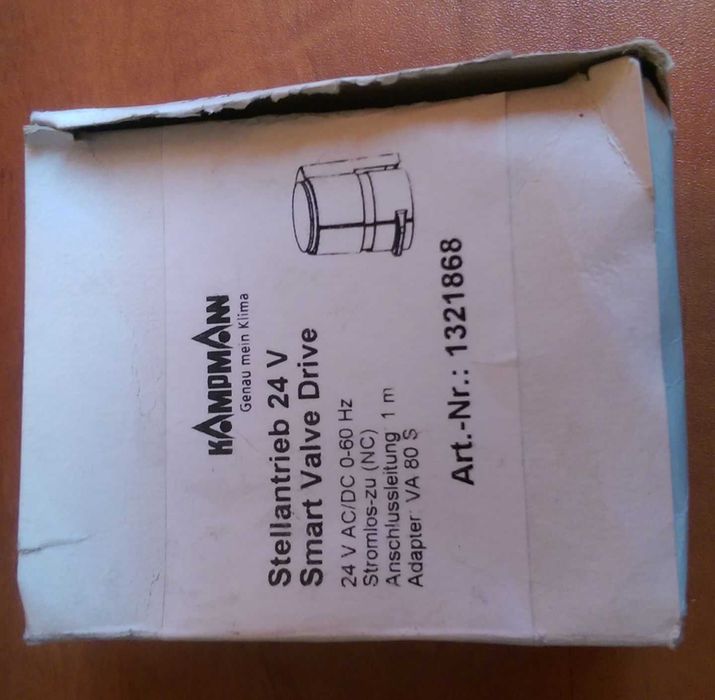 KAMPMANN
Genau mein Klima
Stellantrieb 24 V
Smart Valve Drive
24 V AC/DC 0-60 Hz
Stromlos-zu (NC)
Anschlussleitung: 1 m
Adapter: VA 80 S
Art.-Nr.: 1321868